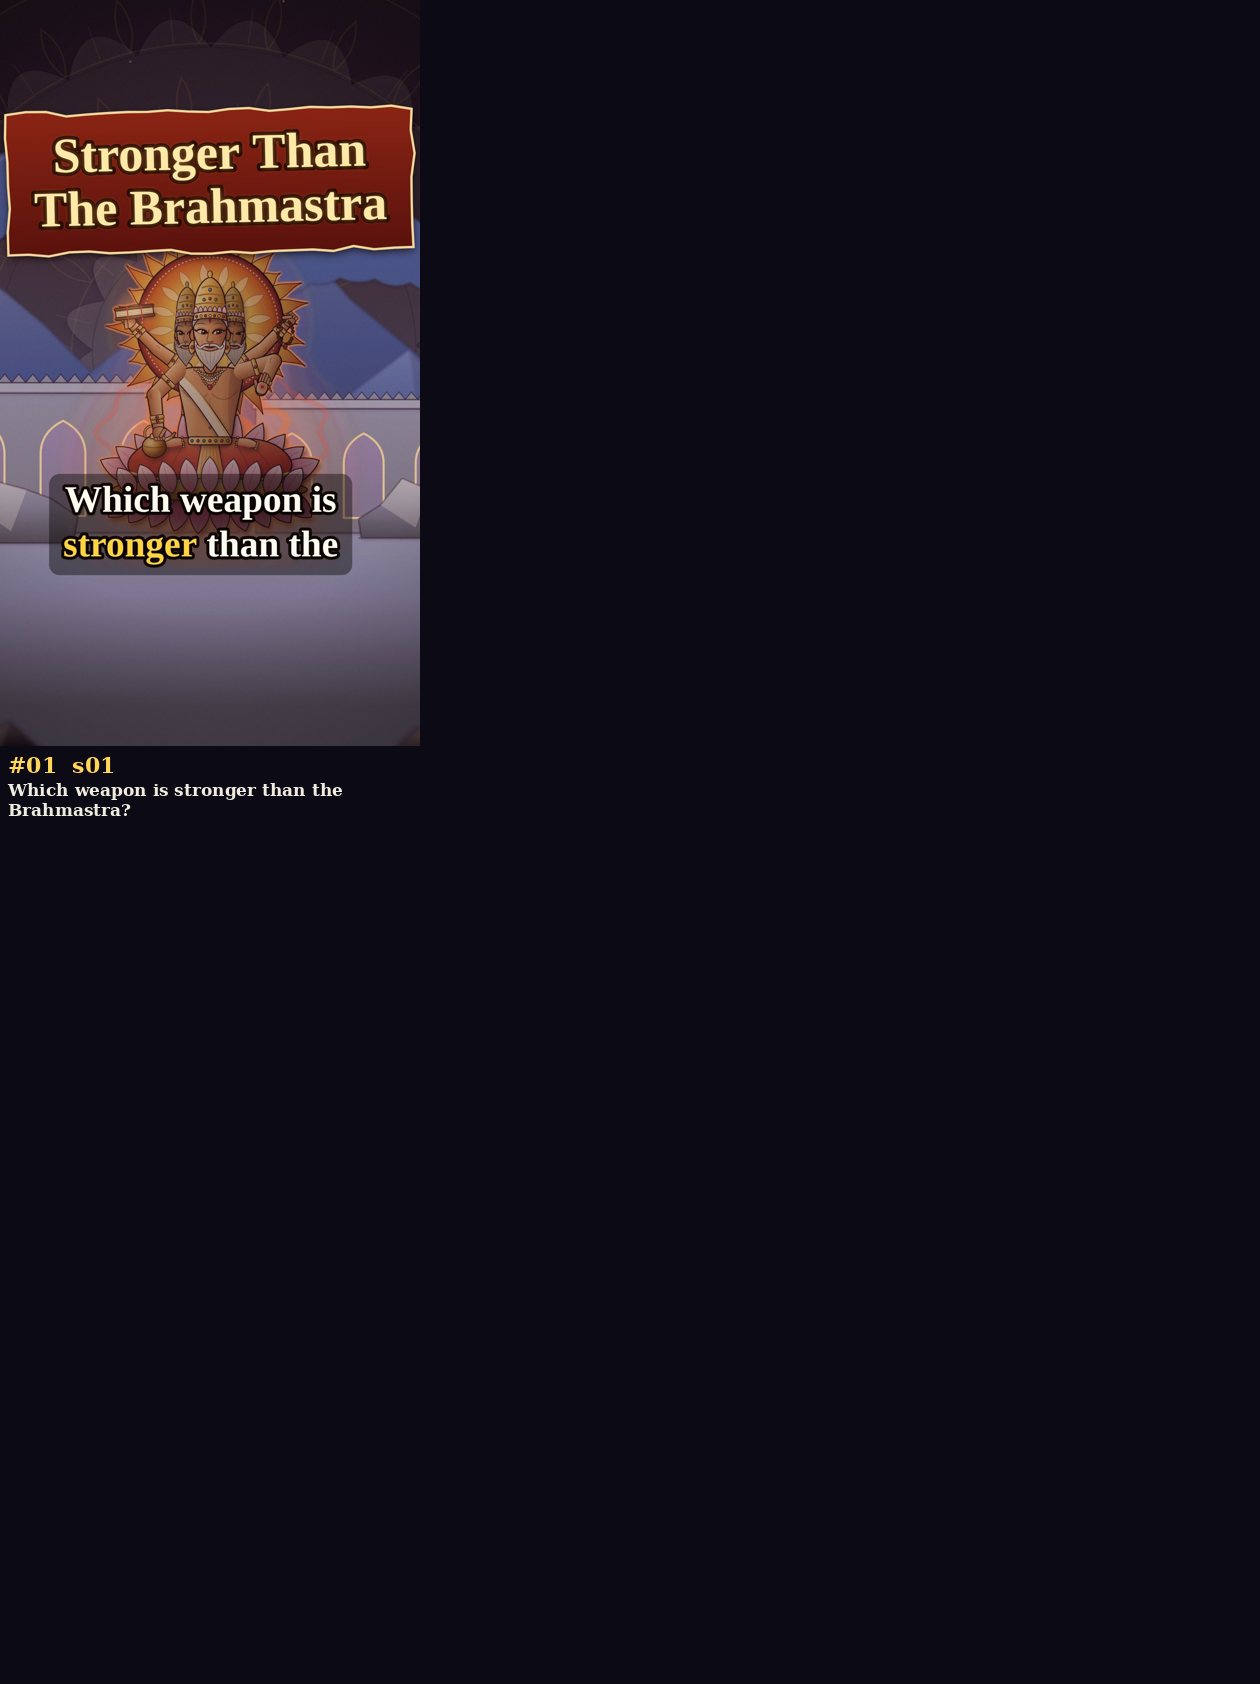 Stronger Than
The Brahmastra
Which weapon is
stronger than the
#01 s01
Which weapon is stronger than the
Brahmastra?